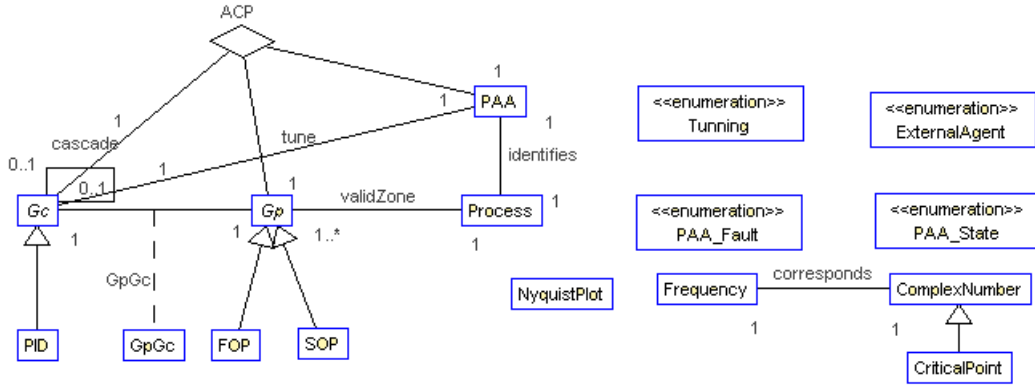 ACP
1
1
PAA
1
1
cascade
tune
identifies
0..1
0..1
1
1
validZone
Gc
Gp
Process
1
1
1
1..*
1
GpGc
PID
GpGc
FOP
SOP
NyquistPlot
<<enumeration>>
Tunning
<<enumeration>>
ExternalAgent
<<enumeration>>
PAA_Fault
<<enumeration>>
PAA_State
Frequency
corresponds
ComplexNumber
1
1
CriticalPoint